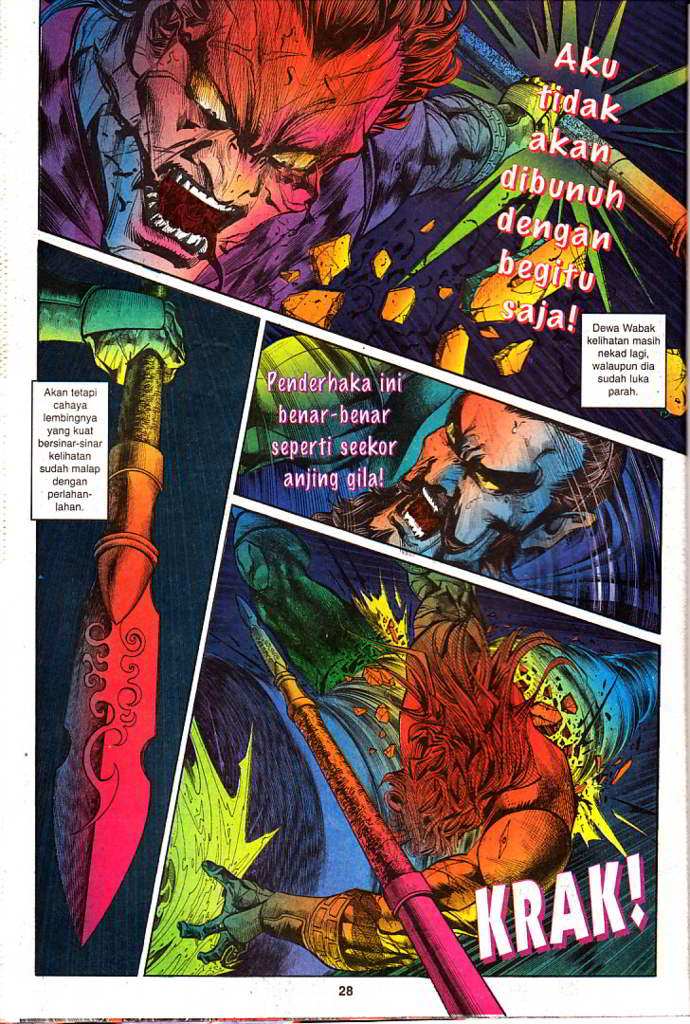 Aku
tidak
akan
dibunuh
dengan
begitu
saja!
Dewa Wabak
kelihatan masih
nekad lagi,
walaupun dia
sudah luka
parah.
Akan tetapi
cahaya
lembingnya
yang kuat
bersinar-sinar
kelihatan
sudah malap
dengan
perlahan-
lahan.
Penderhaka ini
benar-benar
seperti seekor
anjing gila!
KRAK!
28